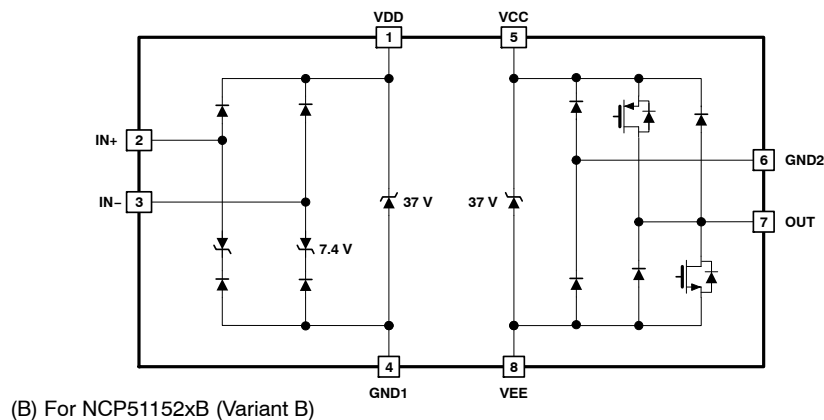 VDD VCC
1 5
IN+ 2
6 GND2
IN− 3 37 V 37 V
7 OUT
7.4 V
4 8
GND1 VEE
(B) For NCP51152xB (Variant B)